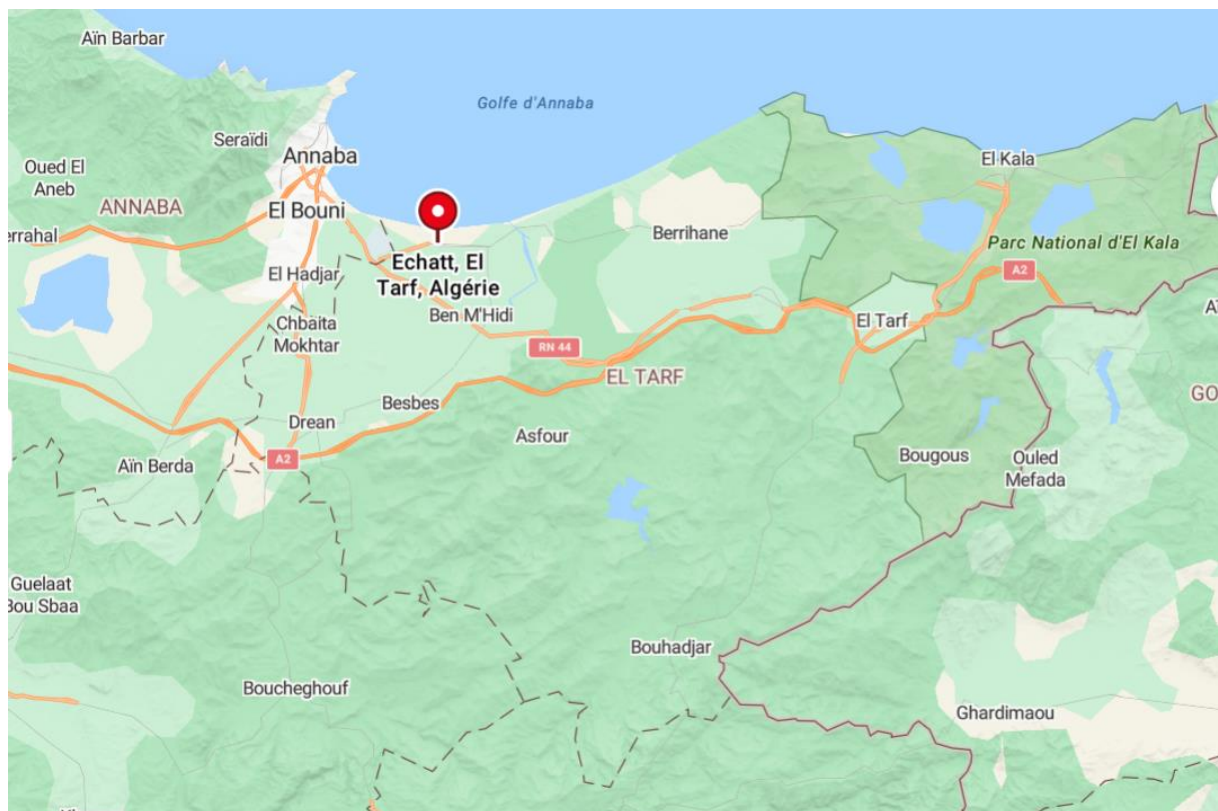 Aïn Barbar
Golfe d'Annaba
Seraïdi
Annaba
El Kala
Oued El
Aneb
ANNABA
El Bouni
errahal
Berrihane
Parc National d'El Kala
Echatt, El
Tarf, Algérie
El Hadjar
A2
Ben M'Hidi
El Tarf
Chbaita
Mokhtar
RN 44
EL TARF
GO
Besbes
Drean
Asfour
A2
Aïn Berda
Bougous
Ouled
Mefada
Guelaat
Bou Sbaa
Bouhadjar
Boucheghouf
Ghardimaou